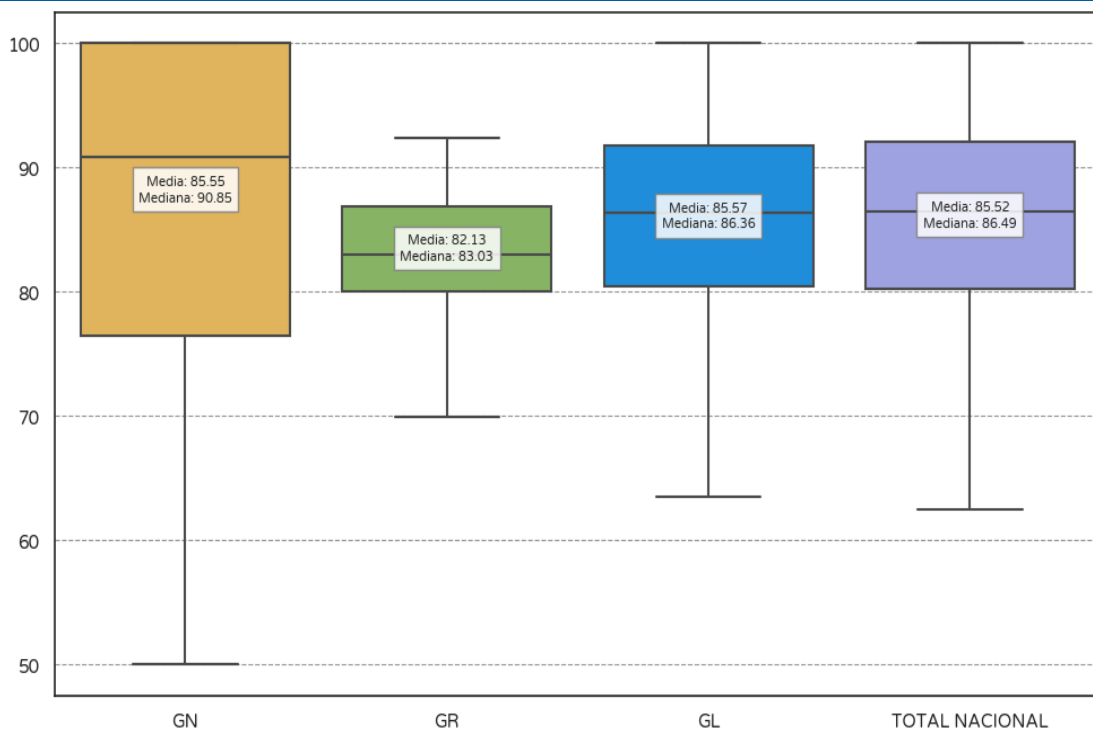 100
90
80
70
60
50
Media: 85.55
Mediana: 90.85
Media: 82.13
Mediana: 83.03
Media: 85.57
Mediana: 86.36
Media: 85.52
Mediana: 86.49
GN
GR
GL
TOTAL NACIONAL